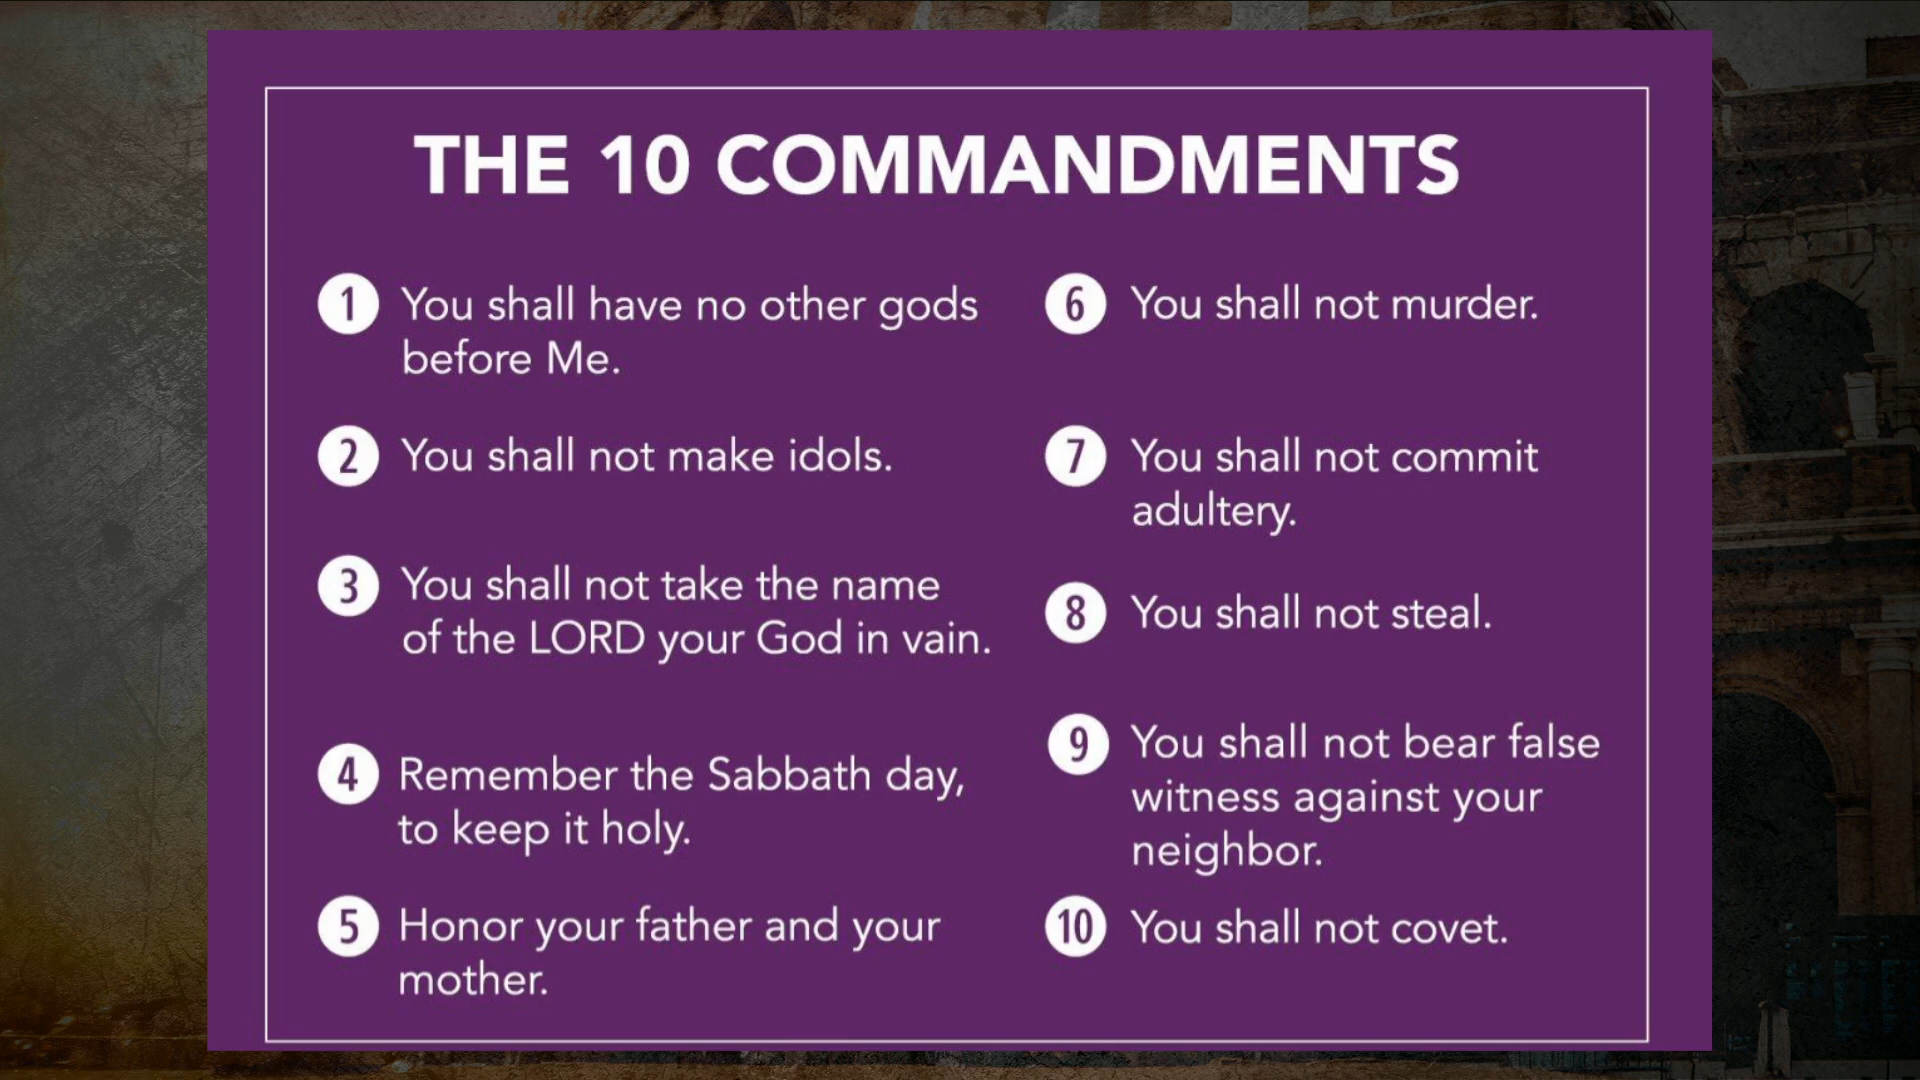 THE 10 COMMANDMENTS
1 You shall have no other gods
before Me.
2 You shall not make idols.
3 You shall not take the name
of the LORD your God in vain.
4 Remember the Sabbath day,
to keep it holy.
5 Honor your father and your
mother.
6 You shall not murder.
7 You shall not commit
adultery.
8 You shall not steal.
9 You shall not bear false
witness against your
neighbor.
10 You shall not covet.